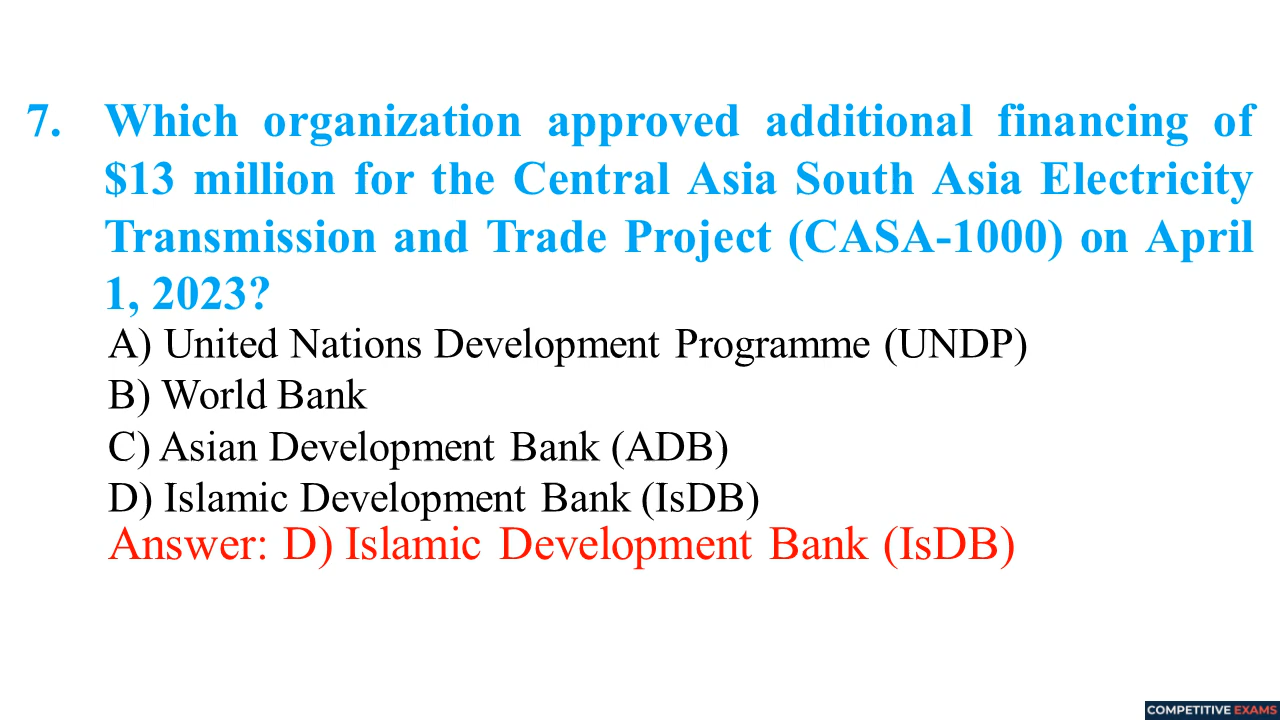 7. Which organization approved additional financing of
$13 million for the Central Asia South Asia Electricity
Transmission and Trade Project (CASA-1000) on April
1, 2023?
A) United Nations Development Programme (UNDP)
B) World Bank
C) Asian Development Bank (ADB)
D) Islamic Development Bank (IsDB)
Answer: D) Islamic Development Bank (IsDB)
COMPETITIVE EXAMS